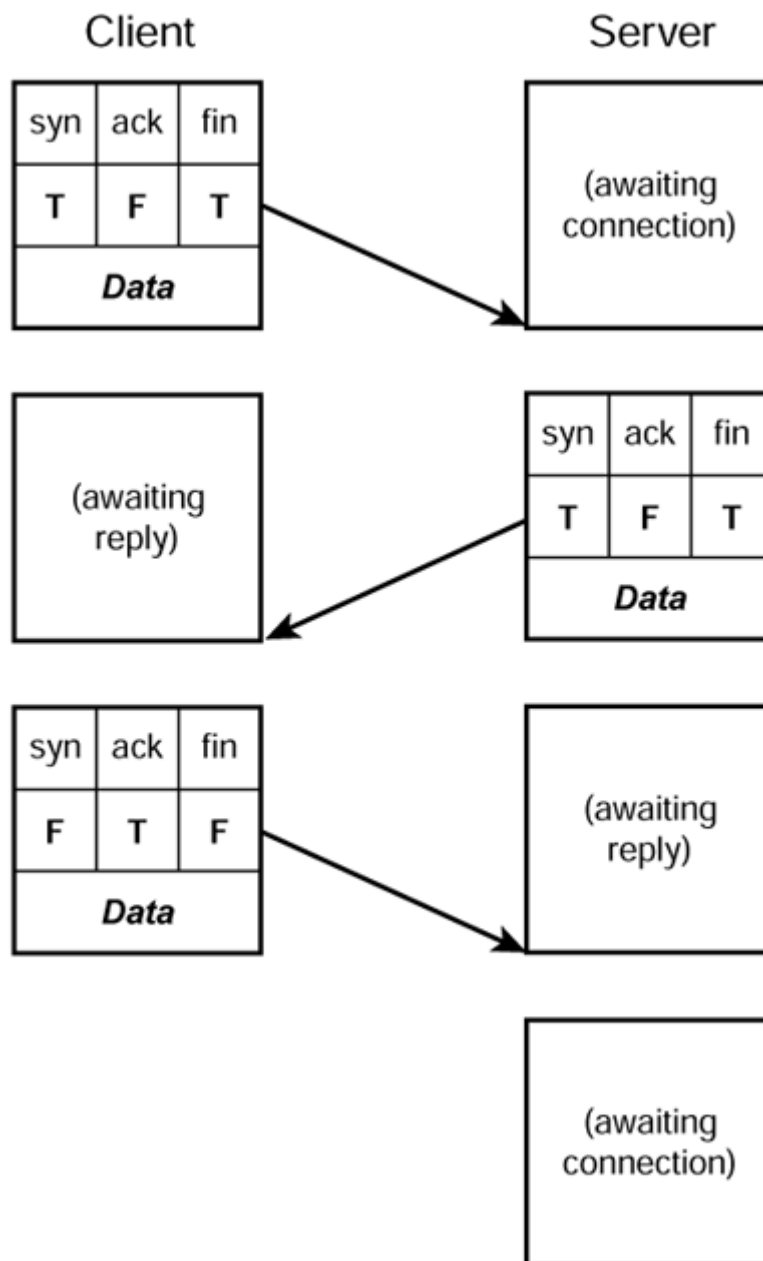 Client Server
syn ack fin
T F T
Data
(awaiting
connection)
(awaiting
reply)
syn ack fin
T F T
Data
syn ack fin
F T F
Data
(awaiting
reply)
(awaiting
connection)